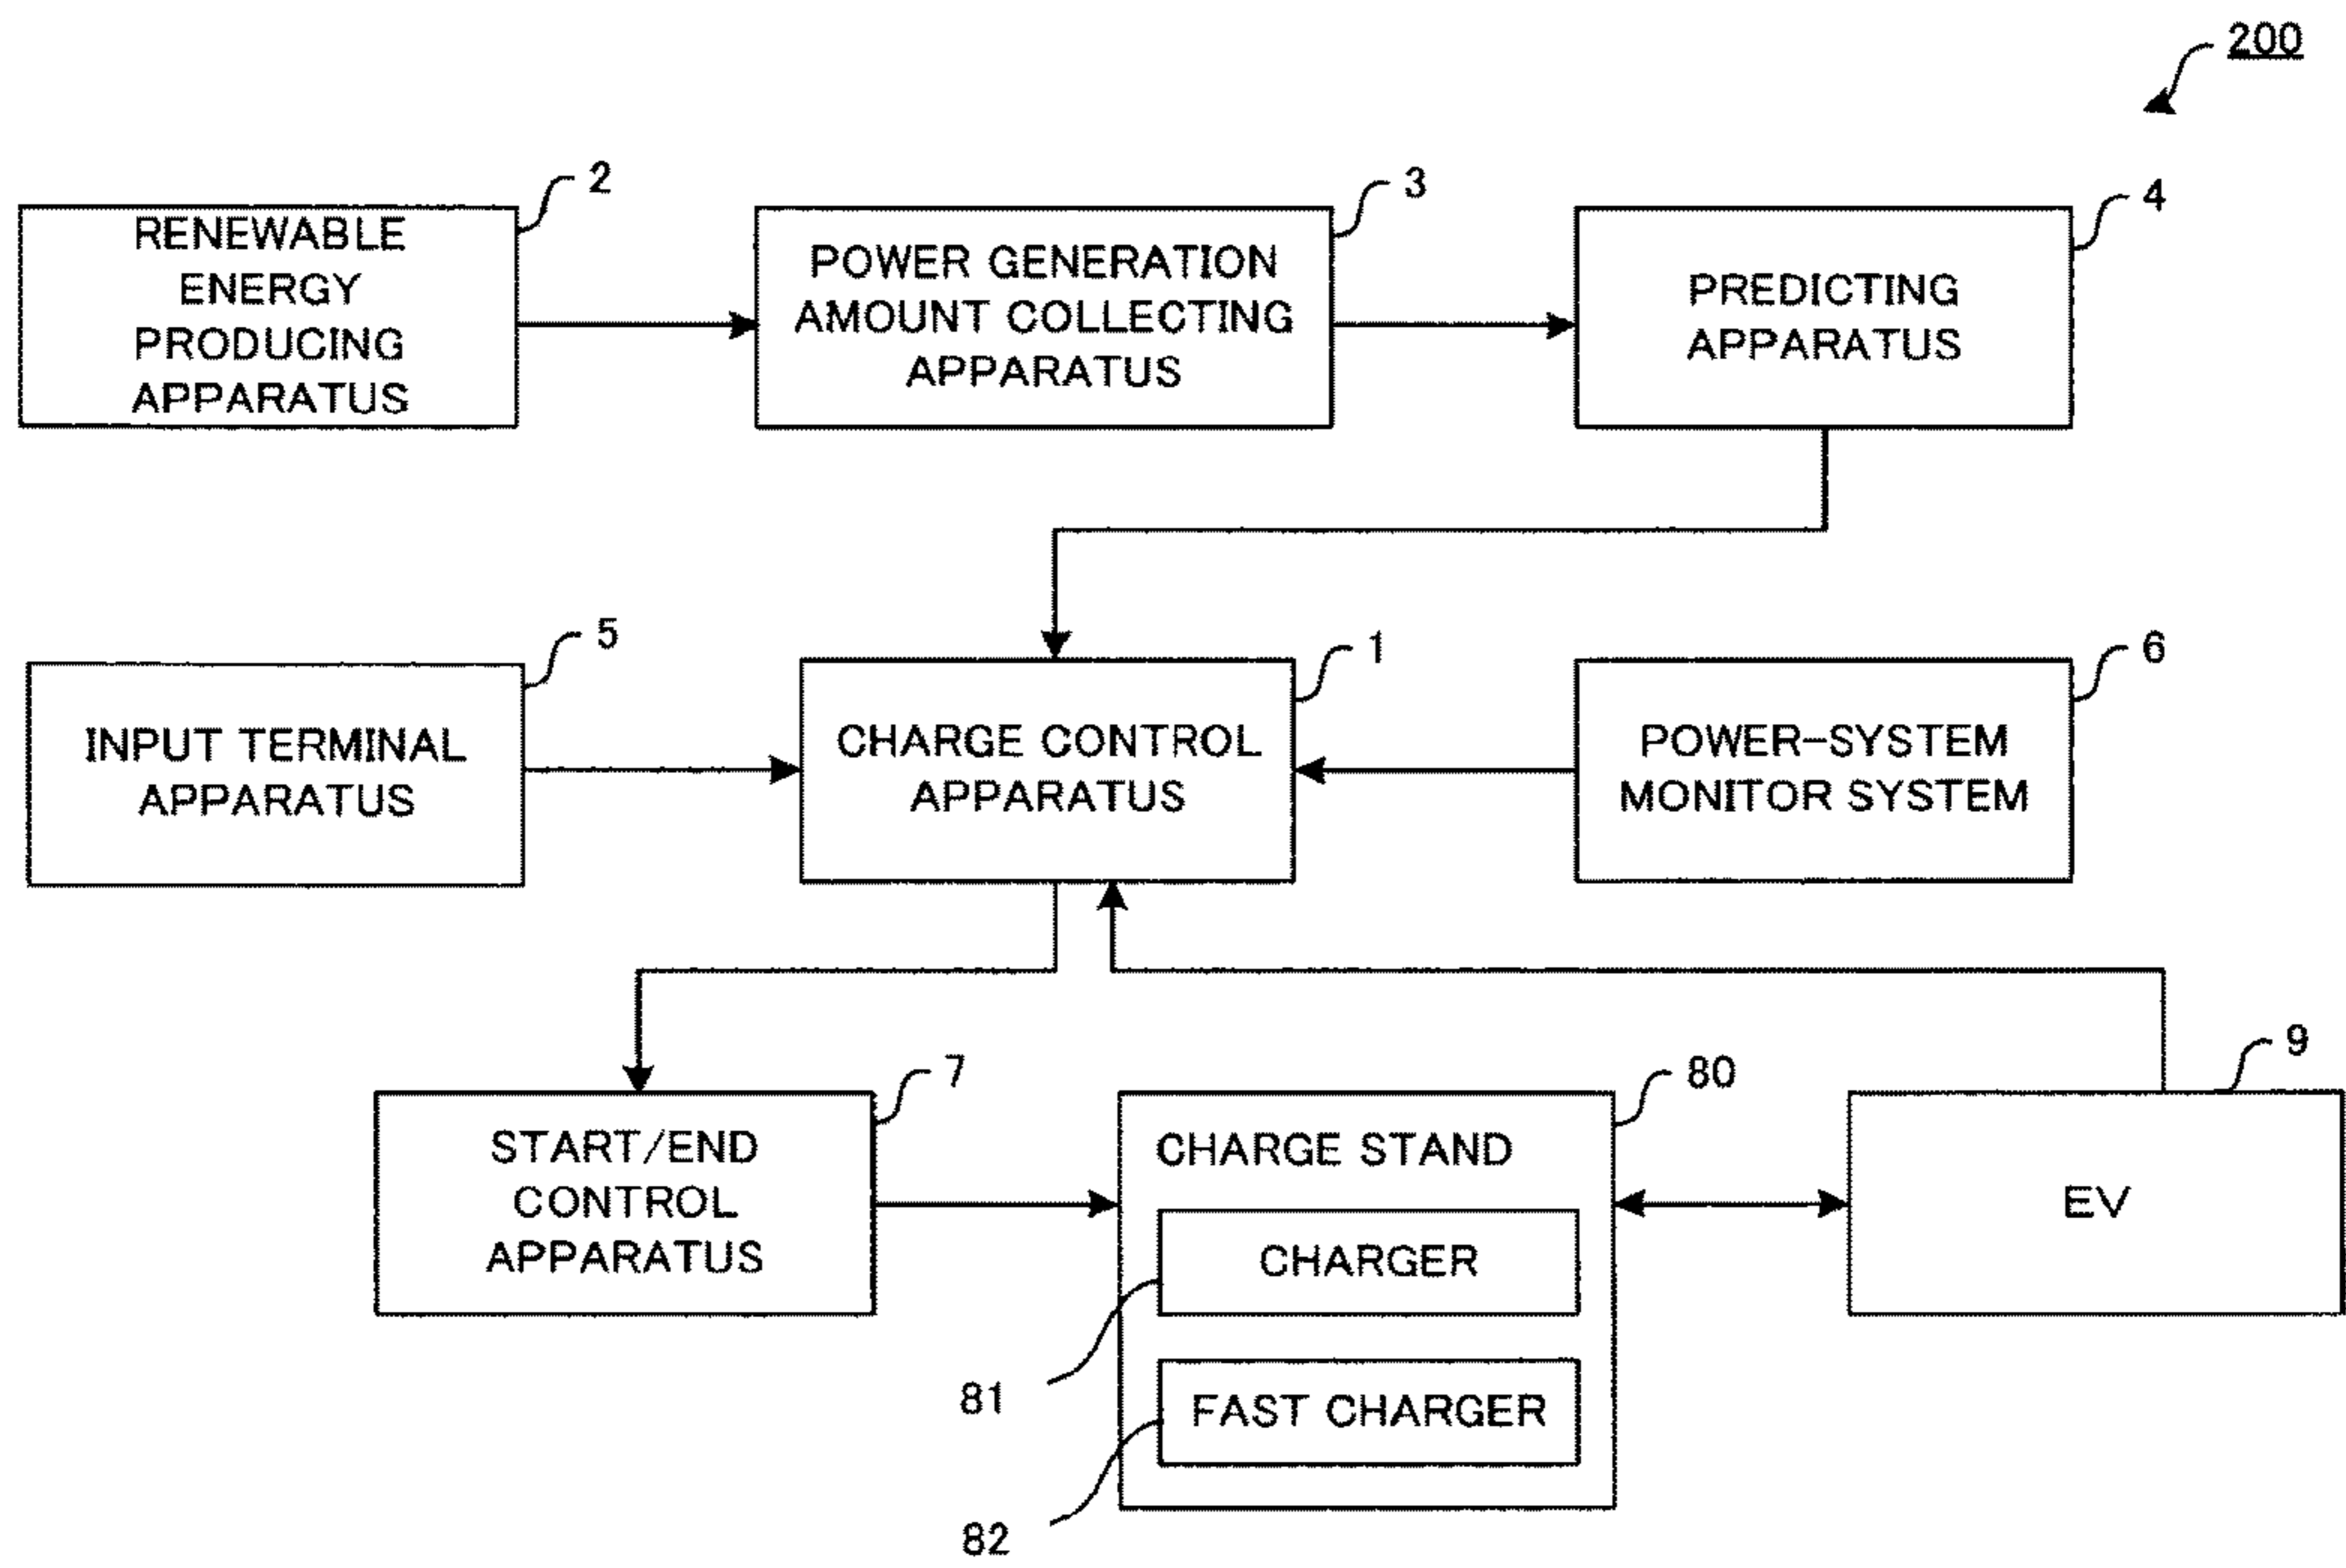 200
2
RENEWABLE
ENERGY
PRODUCING
APPARATUS
3
POWER GENERATION
AMOUNT COLLECTING
APPARATUS
4
PREDICTING
APPARATUS
5
INPUT TERMINAL
APPARATUS
1
CHARGE CONTROL
APPARATUS
6
POWER-SYSTEM
MONITOR SYSTEM
7
START/END
CONTROL
APPARATUS
80
CHARGE STAND
CHARGER
81
FAST CHARGER
82
9
EV